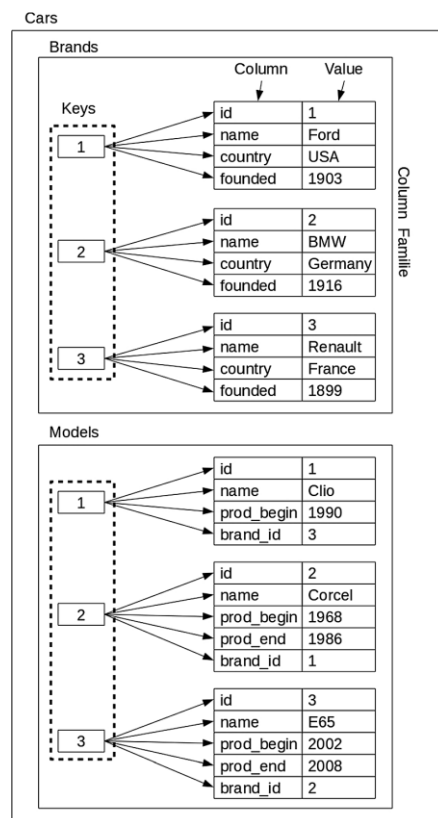 Cars
Brands
Column Value
Keys
1
id 1
name Ford
country USA
founded 1903
2
id 2
name BMW
country Germany
founded 1916
3
id 3
name Renault
country France
founded 1899
Column Familie
Models
1
id 1
name Clio
prod_begin 1990
brand_id 3
2
id 2
name Corcel
prod_begin 1968
prod_end 1986
brand_id 1
3
id 3
name E65
prod_begin 2002
prod_end 2008
brand_id 2